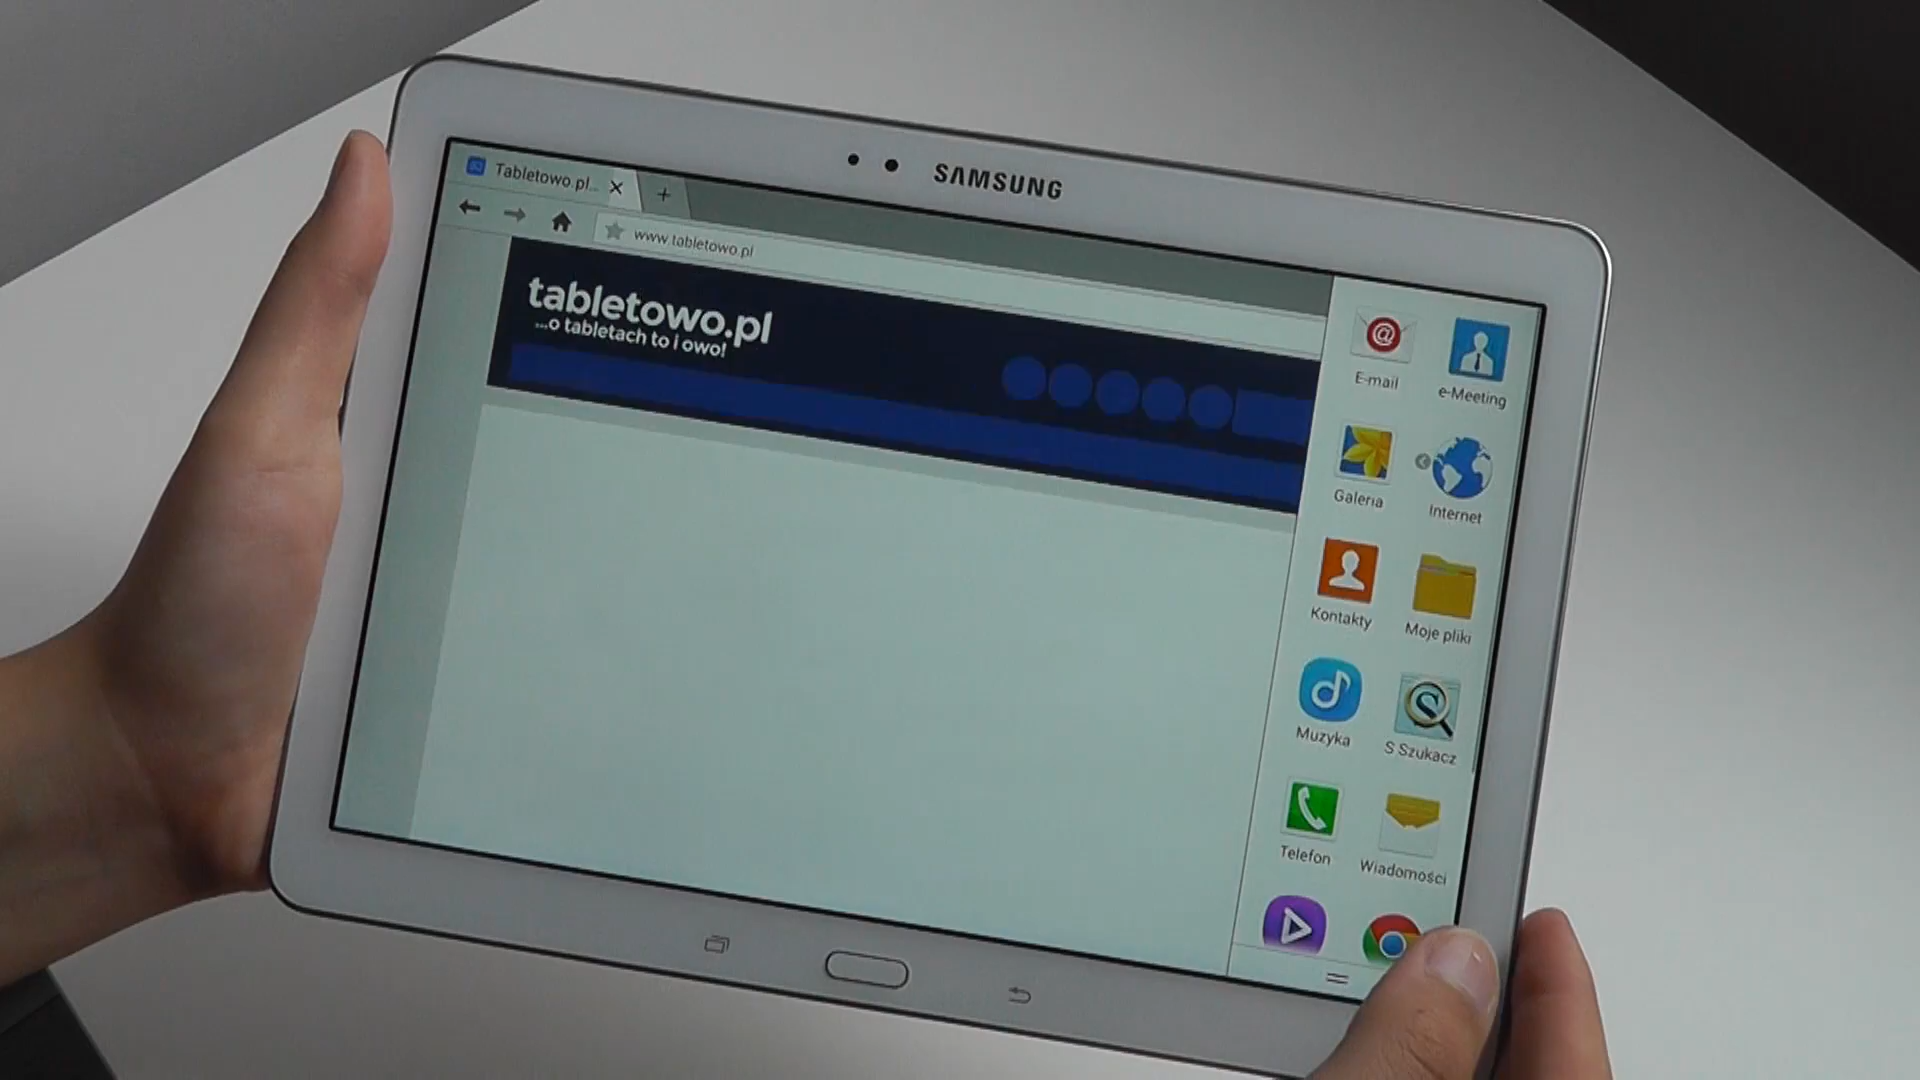 SAMSUNG
Tabletowo.pl...
www.tabletowo.pl
tabletowo.pl
...o tabletach to i owo!
E-mail
e-Meeting
Galeria
Internet
Kontakty
Moje pliki
Muzyka
S Szukacz
Telefon
Wiadomości